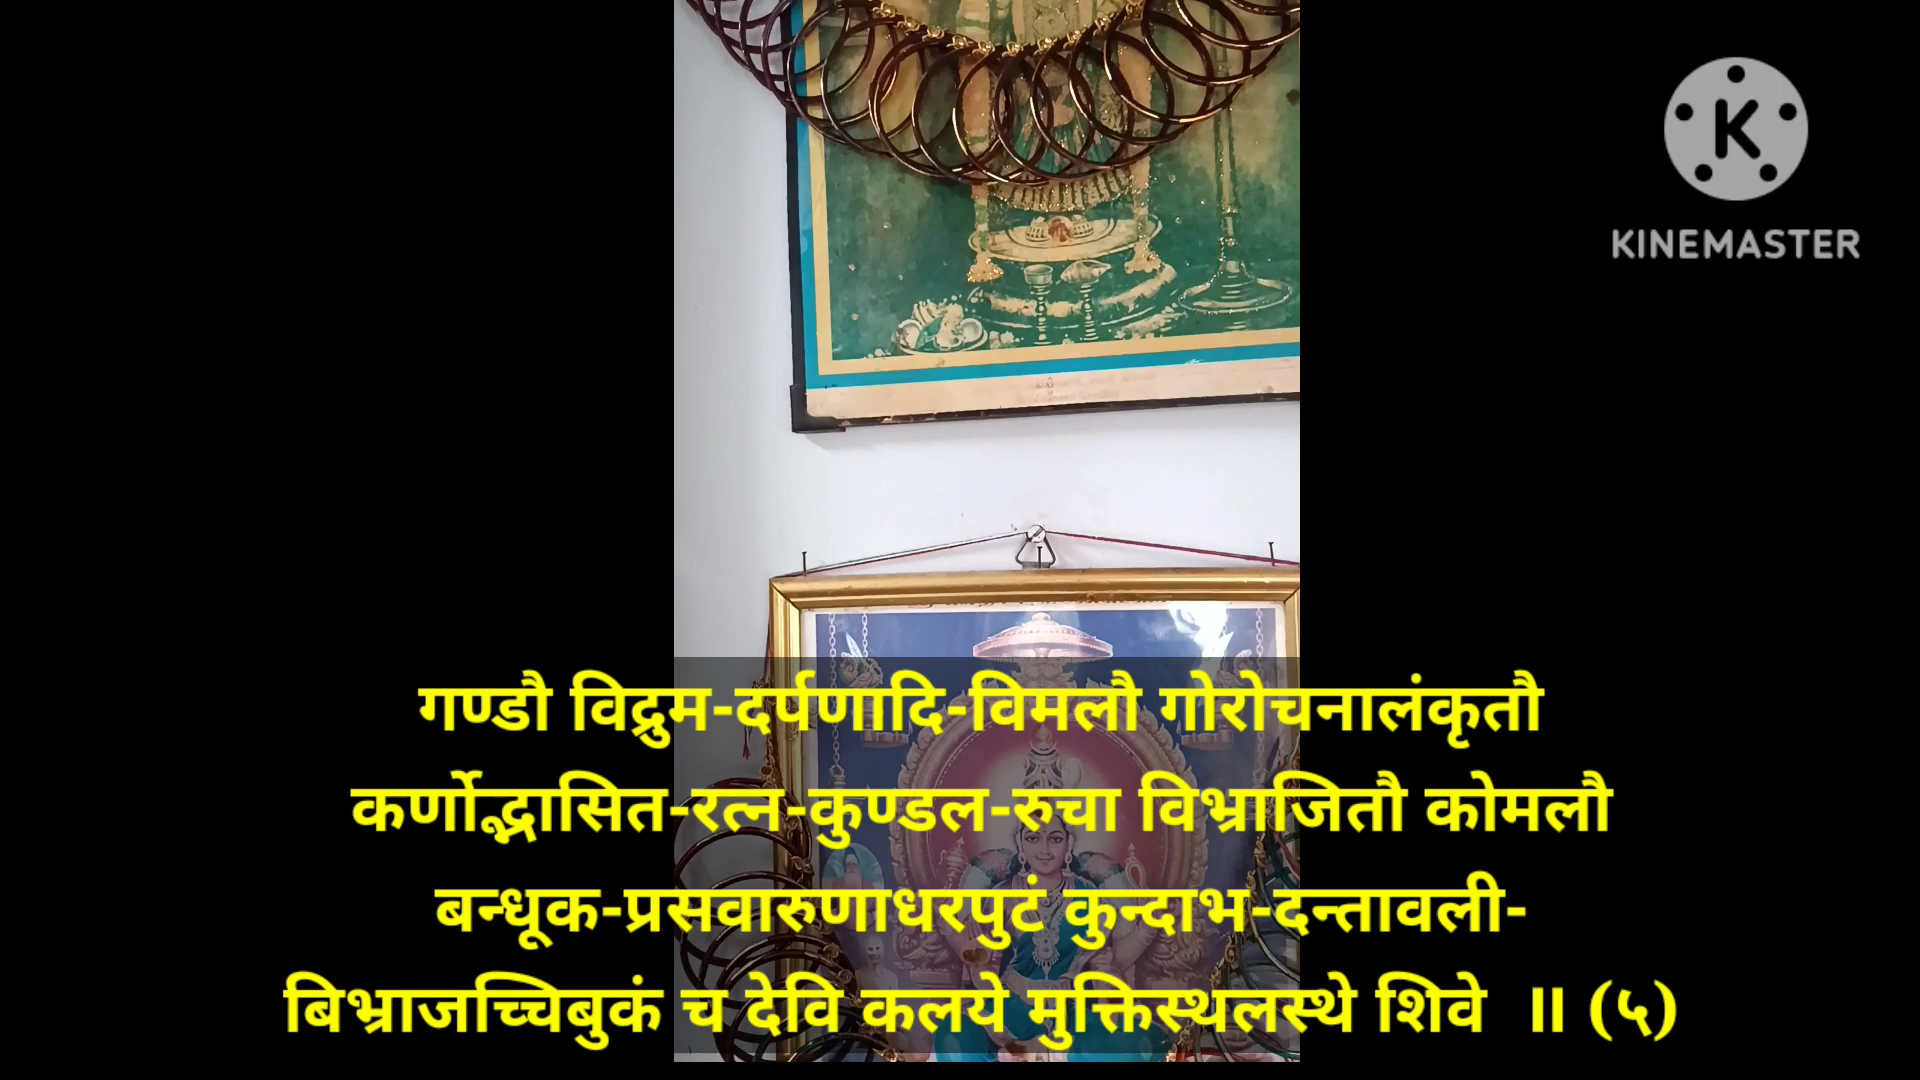 KINEMASTER
गण्डौ विद्रुम-दर्पणादि-विमलौ गोरोचनालंकृतौ
कर्णोद्भासित-रत्न-कुण्डल-रुचा विभ्राजितौ कोमलौ
बन्धूक-प्रसवारुणाधरपुटं कुन्दाभ-दन्तावली-
बिभ्राजच्चिबुकं च देवि कलये मुक्तिस्थलस्थे शिवे ॥ (५)